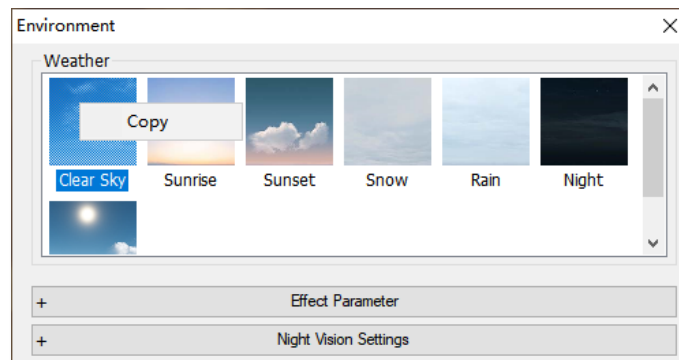 Environment
Weather
Copy
Clear Sky Sunrise Sunset Snow Rain Night
+ Effect Parameter
+ Night Vision Settings